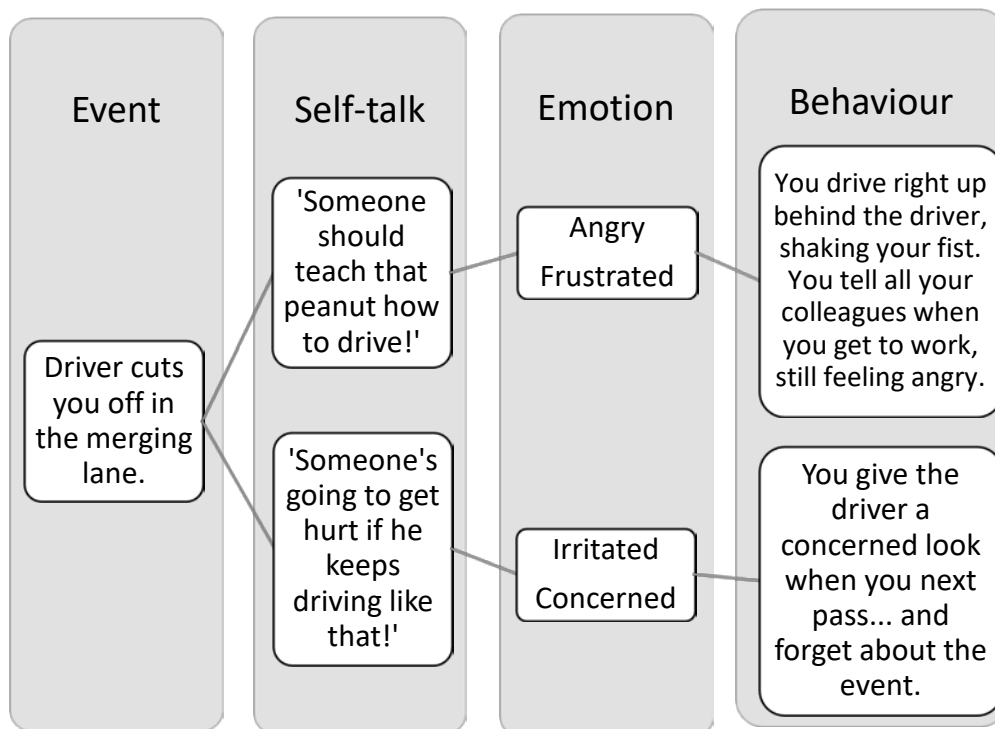 Event
Self-talk
Emotion
Behaviour
Driver cuts
you off in
the merging
lane.
'Someone
should
teach that
peanut how
to drive!'
Angry
Frustrated
You drive right up
behind the driver,
shaking your fist.
You tell all your
colleagues when
you get to work,
still feeling angry.
'Someone's
going to get
hurt if he
keeps
driving like
that!'
Irritated
Concerned
You give the
driver a
concerned look
when you next
pass... and
forget about the
event.